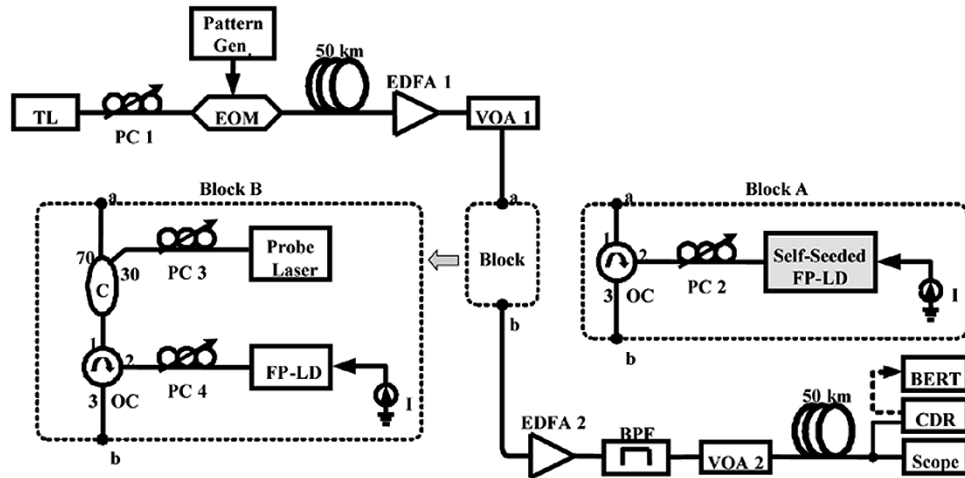 Pattern
Gen.
50 km
EDFA 1
TL
PC 1
EOM
VOA 1
Block B
a
70
30
PC 3
Probe
Laser
C
1
2
3
OC
PC 4
FP-LD
I
b
a
Block
b
Block A
a
1
2
3
OC
PC 2
Self-Seeded
FP-LD
I
b
EDFA 2
BPF
VOA 2
50 km
BERT
CDR
Scope